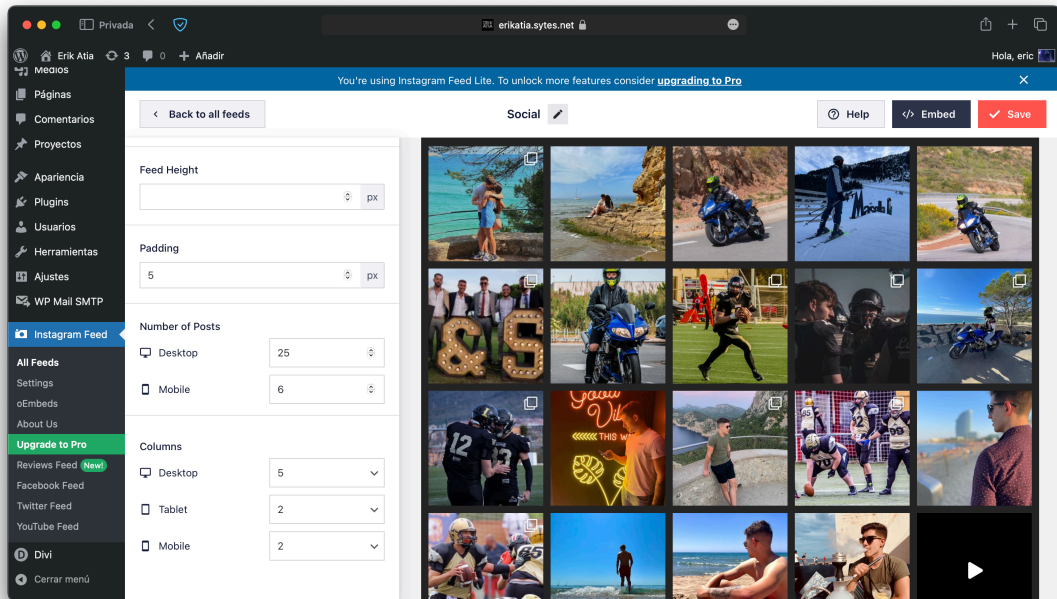 Privada
erikatia.sytes.net
Erik Atia 3 0 + Añadir
Hola, eric
You're using Instagram Feed Lite. To unlock more features consider upgrading to Pro
Medios
Páginas
Comentarios
Proyectos
Apariencia
Plugins
Usuarios
Herramientas
Ajustes
WP Mail SMTP
Instagram Feed
All Feeds
Settings
oEmbeds
About Us
Upgrade to Pro
Reviews Feed New!
Facebook Feed
Twitter Feed
YouTube Feed
Divi
Cerrar menú
Back to all feeds
Social
Help
</> Embed
Save
Feed Height
px
Padding
5 px
Number of Posts
Desktop 25
Mobile 6
Columns
Desktop 5
Tablet 2
Mobile 2
&S
12
Good
THIS